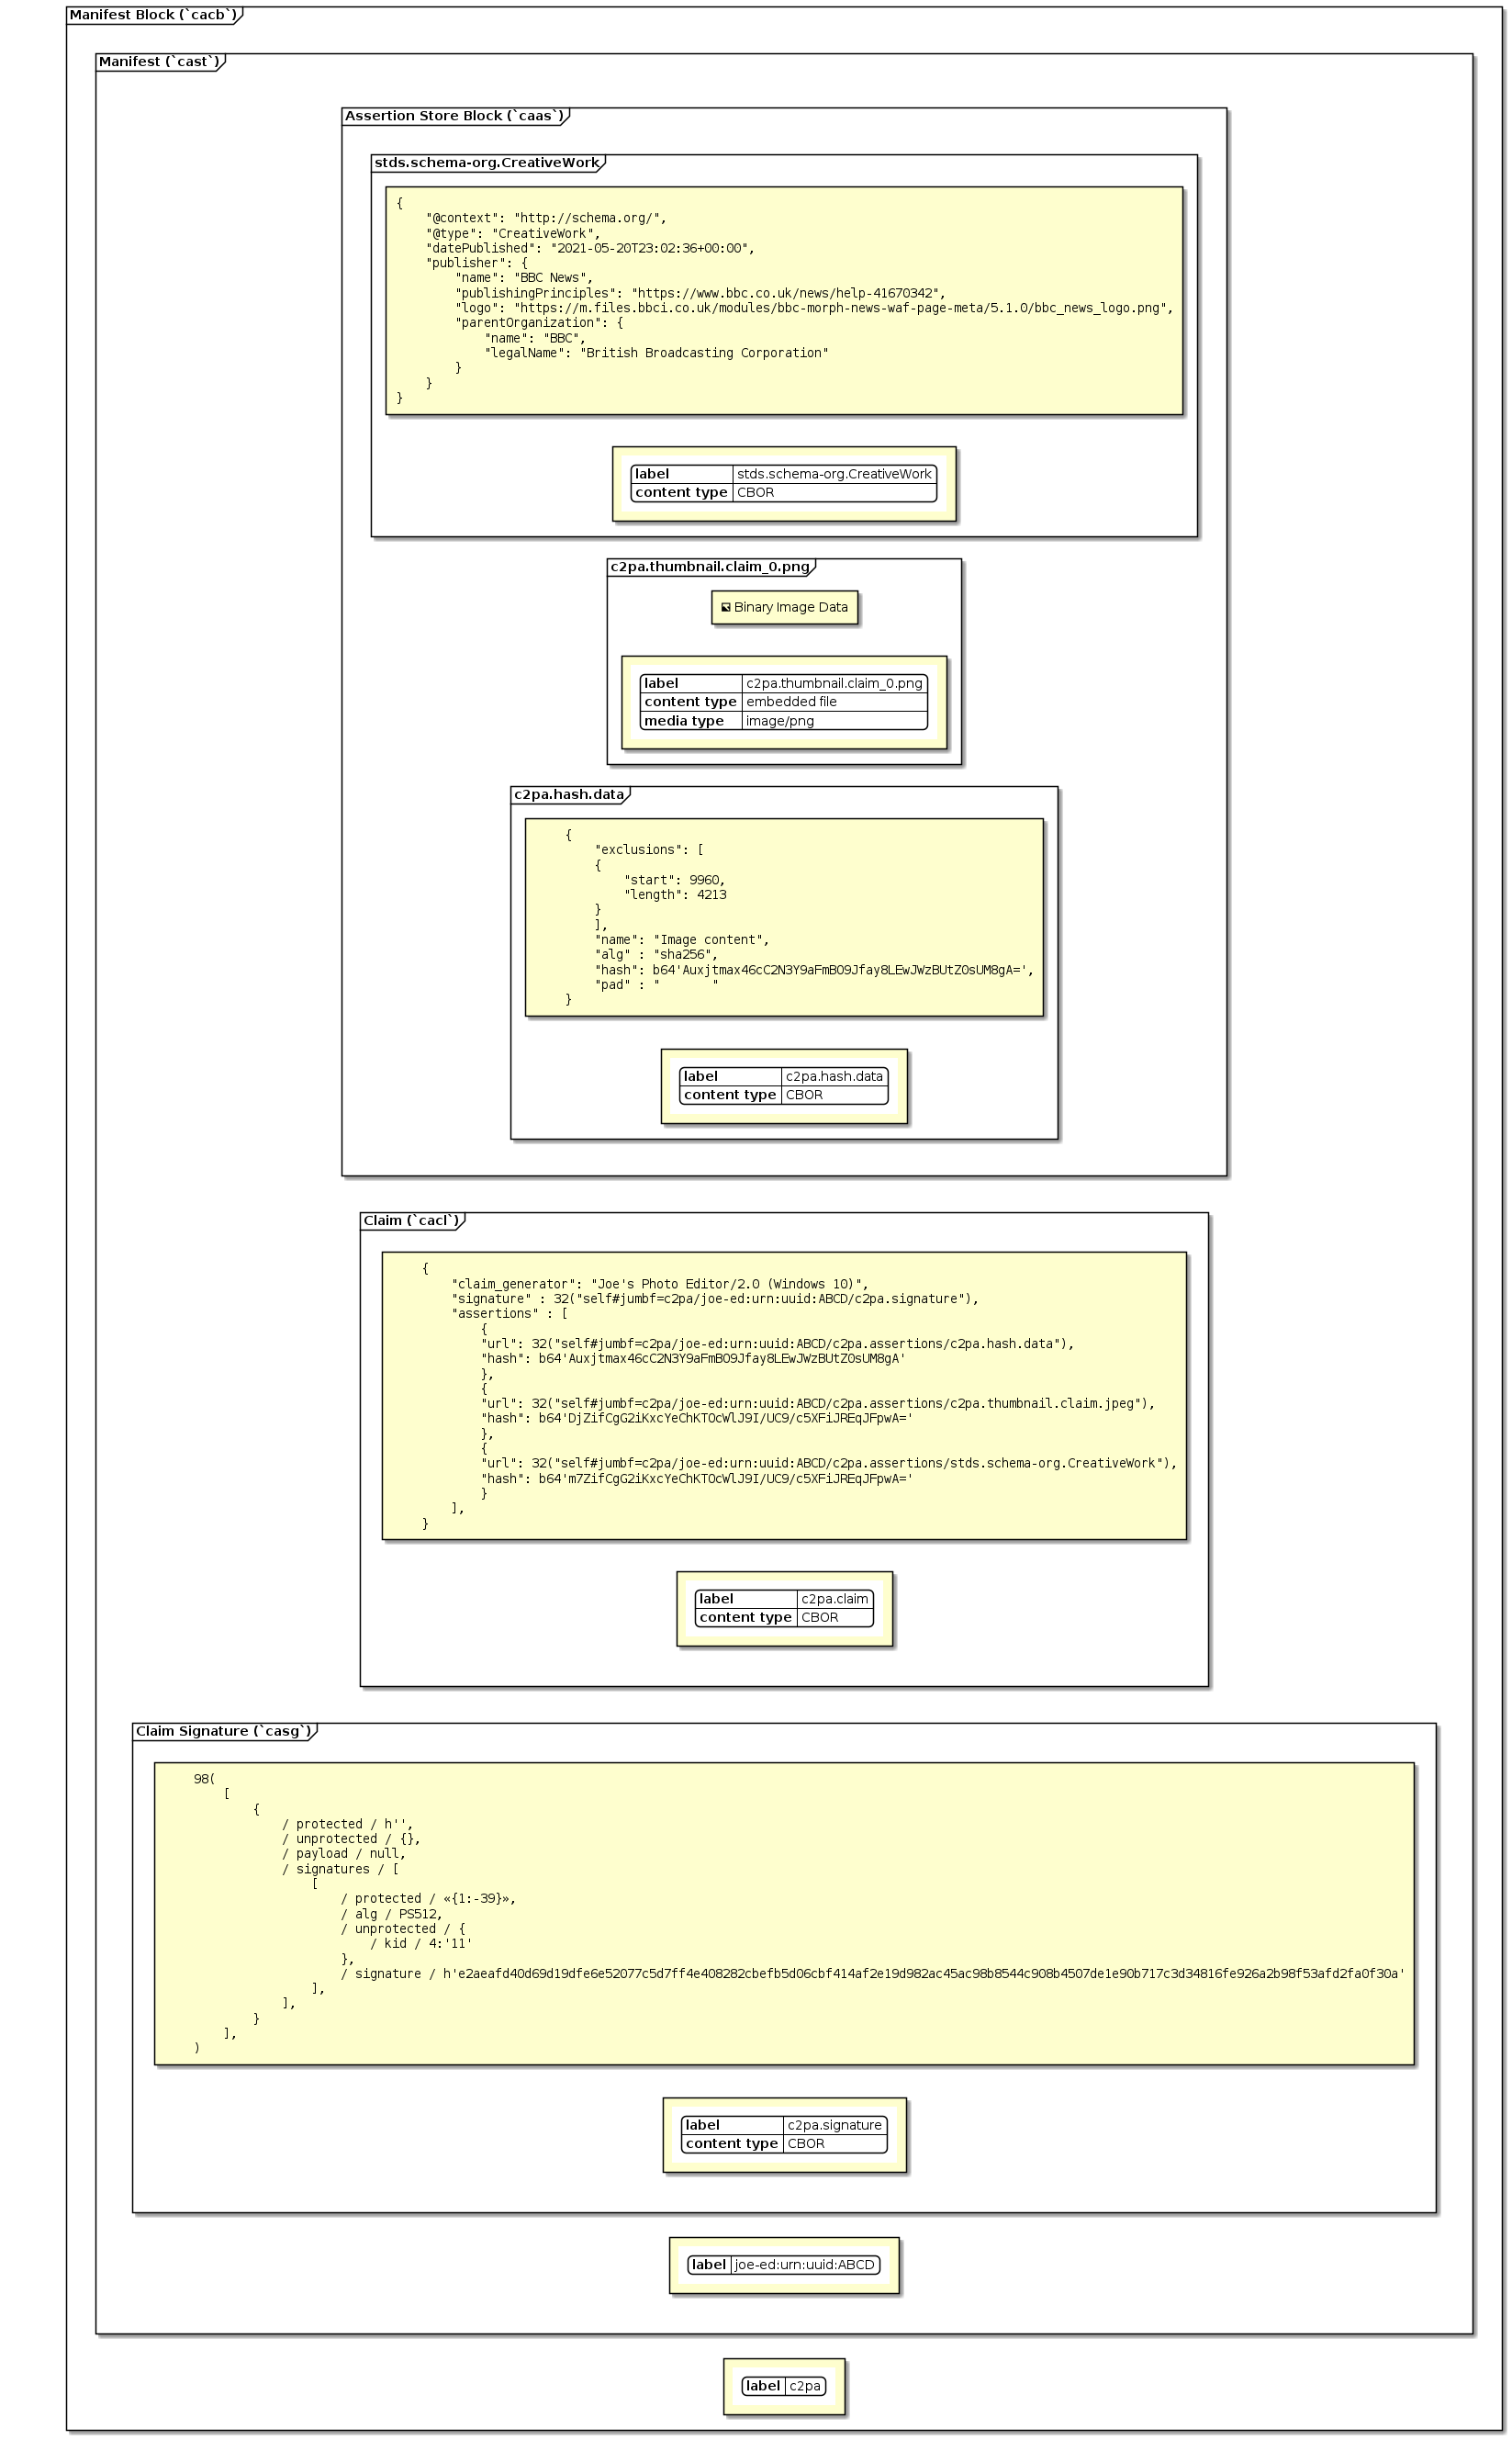 Manifest Block (`cacb`)
Manifest (`cast`)
Assertion Store Block (`caas`)
stds.schema-org.CreativeWork
{
    "@context": "http://schema.org/",
    "@type": "CreativeWork",
    "datePublished": "2021-05-20T23:02:36+00:00",
    "publisher": {
        "name": "BBC News",
        "publishingPrinciples": "https://www.bbc.co.uk/news/help-41670342",
        "logo": "https://m.files.bbci.co.uk/modules/bbc-morph-news-waf-page-meta/5.1.0/bbc_news_logo.png",
        "parentOrganization": {
            "name": "BBC",
            "legalName": "British Broadcasting Corporation"
        }
    }
}
label stds.schema-org.CreativeWork
content type CBOR
c2pa.thumbnail.claim_0.png
Binary Image Data
label c2pa.thumbnail.claim_0.png
content type embedded file
media type image/png
c2pa.hash.data
{
    "exclusions": [
    {
        "start": 9960,
        "length": 4213
    }
    ],
    "name": "Image content",
    "alg" : "sha256",
    "hash": b64'Auxjtmax46cC2N3Y9aFmBO9Jfay8LEwJWzBUtZ0sUM8gA=',
    "pad" : "       "
}
label c2pa.hash.data
content type CBOR
Claim (`cacl`)
{
    "claim_generator": "Joe's Photo Editor/2.0 (Windows 10)",
    "signature" : 32("self#jumbf=c2pa/joe-ed:urn:uuid:ABCD/c2pa.signature"),
    "assertions" : [
        {
        "url": 32("self#jumbf=c2pa/joe-ed:urn:uuid:ABCD/c2pa.assertions/c2pa.hash.data"),
        "hash": b64'Auxjtmax46cC2N3Y9aFmBO9Jfay8LEwJWzBUtZ0sUM8gA'
        },
        {
        "url": 32("self#jumbf=c2pa/joe-ed:urn:uuid:ABCD/c2pa.assertions/c2pa.thumbnail.claim.jpeg"),
        "hash": b64'DjZifCgG2iKxcYeChKTOcWlJ9I/UC9/c5XFiJREqJFpwA='
        },
        {
        "url": 32("self#jumbf=c2pa/joe-ed:urn:uuid:ABCD/c2pa.assertions/stds.schema-org.CreativeWork"),
        "hash": b64'm7ZifCgG2iKxcYeChKTOcWlJ9I/UC9/c5XFiJREqJFpwA='
        }
    ],
}
label c2pa.claim
content type CBOR
Claim Signature (`casg`)
98(
    [
        {
            / protected / h'',
            / unprotected / {},
            / payload / null,
            / signatures / [
                [
                    / protected / «{1:-39}»,
                    / alg / PS512,
                    / unprotected / {
                        / kid / 4:'11'
                    },
                    / signature / h'e2aeafd40d69d19dfe6e52077c5d7ff4e408282cbefb5d06cbf414af2e19d982ac45ac98b8544c908b4507de1e90b717c3d34816fe926a2b98f53afd2fa0f30a'
                ],
            ],
        }
    ],
)
label c2pa.signature
content type CBOR
label joe-ed:urn:uuid:ABCD
label c2pa